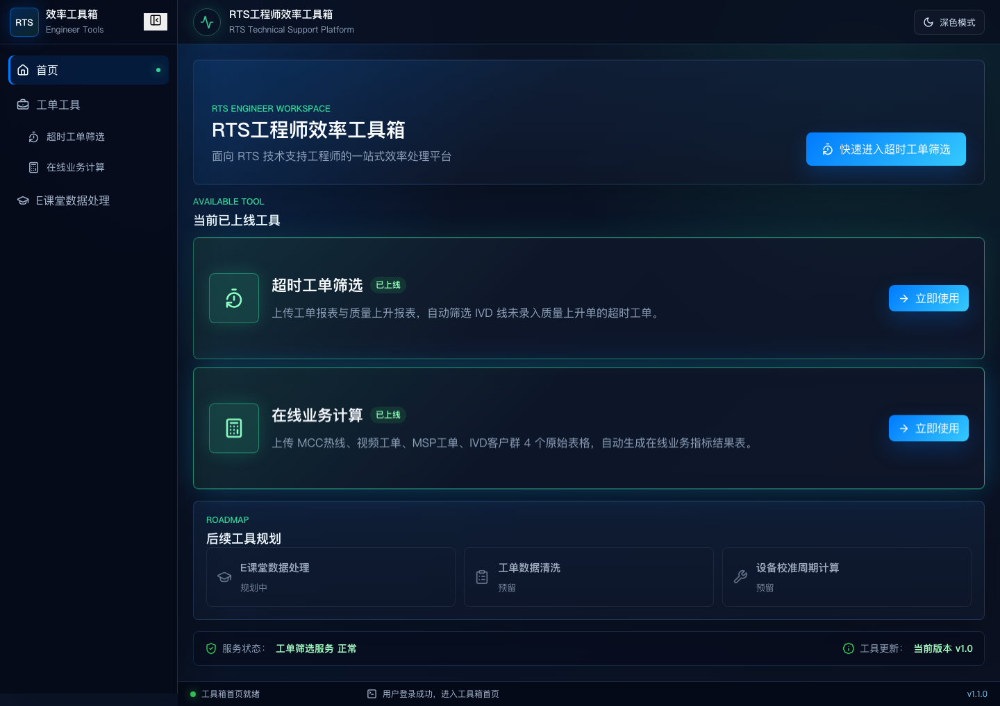 RTS
效率工具箱
Engineer Tools
RTS工程师效率工具箱
RTS Technical Support Platform
深色模式
首页
工单工具
超时工单筛选
在线业务计算
E课堂数据处理
RTS ENGINEER WORKSPACE
RTS工程师效率工具箱
面向 RTS 技术支持工程师的一站式效率处理平台
快速进入超时工单筛选
AVAILABLE TOOL
当前已上线工具
超时工单筛选 已上线
上传工单报表与质量上升报表，自动筛选 IVD 线未录入质量上升单的超时工单。
立即使用
在线业务计算 已上线
上传 MCC热线、视频工单、MSP工单、IVD客户群 4 个原始表格，自动生成在线业务指标结果表。
立即使用
ROADMAP
后续工具规划
E课堂数据处理
规划中
工单数据清洗
预留
设备校准周期计算
预留
服务状态： 工单筛选服务 正常
工具更新： 当前版本 v1.0
工具箱首页就绪
用户登录成功，进入工具箱首页
v1.1.0